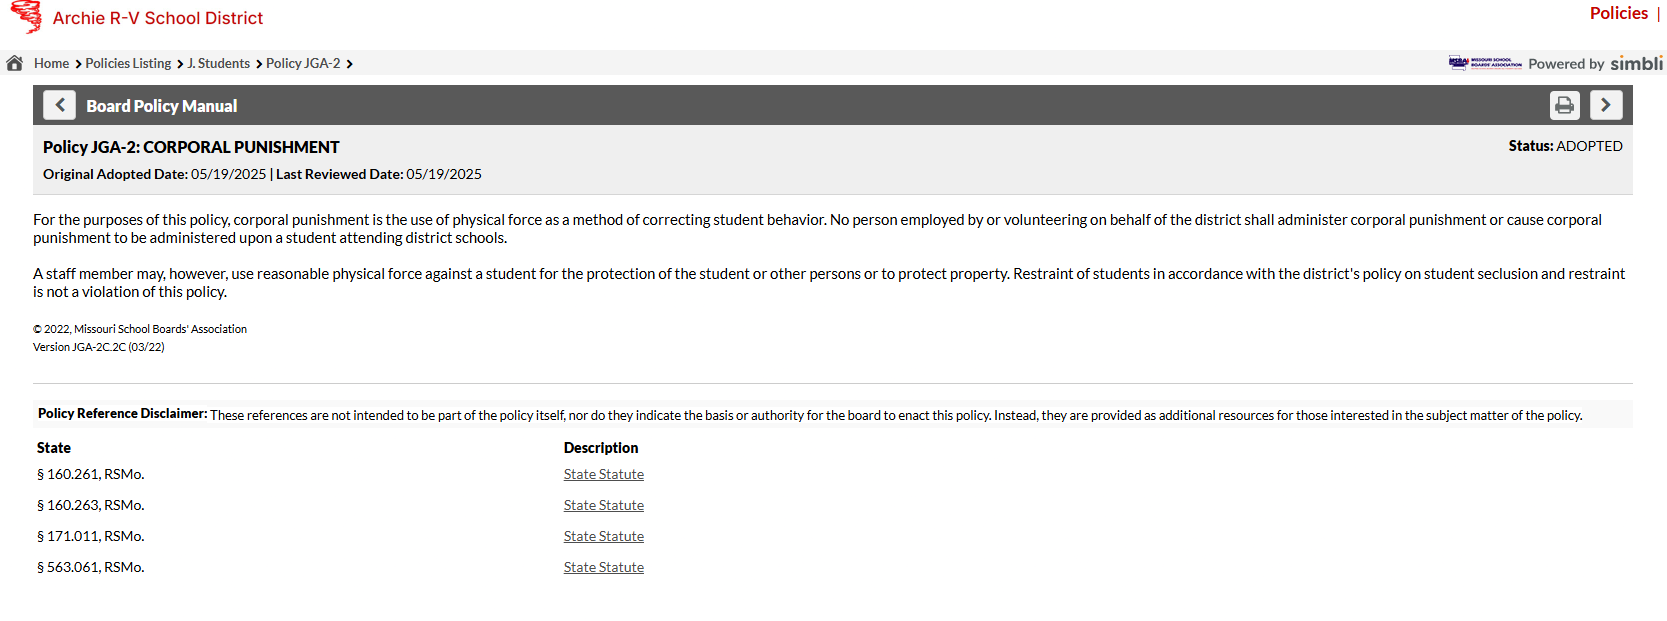 Archie R-V School District
Policies |
Home > Policies Listing > J. Students > Policy JGA-2 >
MSBA MISSOURI SCHOOL BOARDS' ASSOCIATION Powered by simbli
Board Policy Manual
Policy JGA-2: CORPORAL PUNISHMENT
Status: ADOPTED
Original Adopted Date: 05/19/2025 | Last Reviewed Date: 05/19/2025
For the purposes of this policy, corporal punishment is the use of physical force as a method of correcting student behavior. No person employed by or volunteering on behalf of the district shall administer corporal punishment or cause corporal
punishment to be administered upon a student attending district schools.
A staff member may, however, use reasonable physical force against a student for the protection of the student or other persons or to protect property. Restraint of students in accordance with the district's policy on student seclusion and restraint
is not a violation of this policy.
© 2022, Missouri School Boards' Association
Version JGA-2C.2C (03/22)
Policy Reference Disclaimer: These references are not intended to be part of the policy itself, nor do they indicate the basis or authority for the board to enact this policy. Instead, they are provided as additional resources for those interested in the subject matter of the policy.
State Description
§ 160.261, RSMo. State Statute
§ 160.263, RSMo. State Statute
§ 171.011, RSMo. State Statute
§ 563.061, RSMo. State Statute